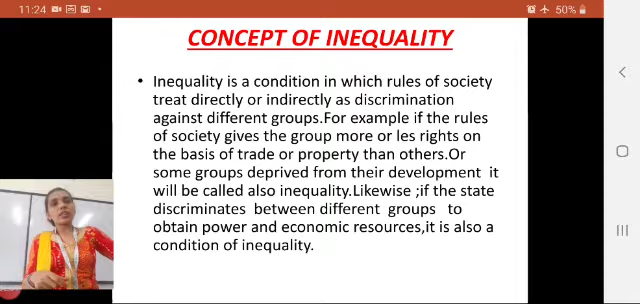 11:24
50%
CONCEPT OF INEQUALITY
• Inequality is a condition in which rules of society
treat directly or indirectly as discrimination
against different groups.For example if the rules
of society gives the group more or les rights on
the basis of trade or property than others.Or
some groups deprived from their development it
will be called also inequality.Likewise ;if the state
discriminates between different groups to
obtain power and economic resources,it is also a
condition of inequality.